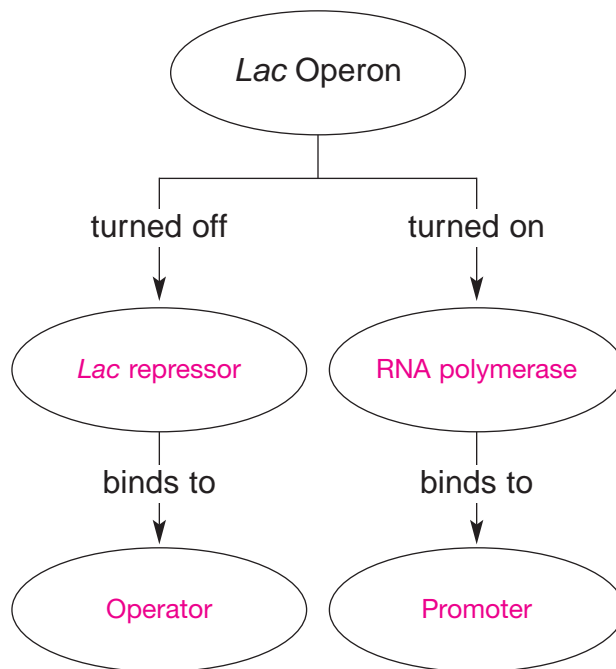 Lac Operon
turned off
turned on
Lac repressor
RNA polymerase
binds to
binds to
Operator
Promoter